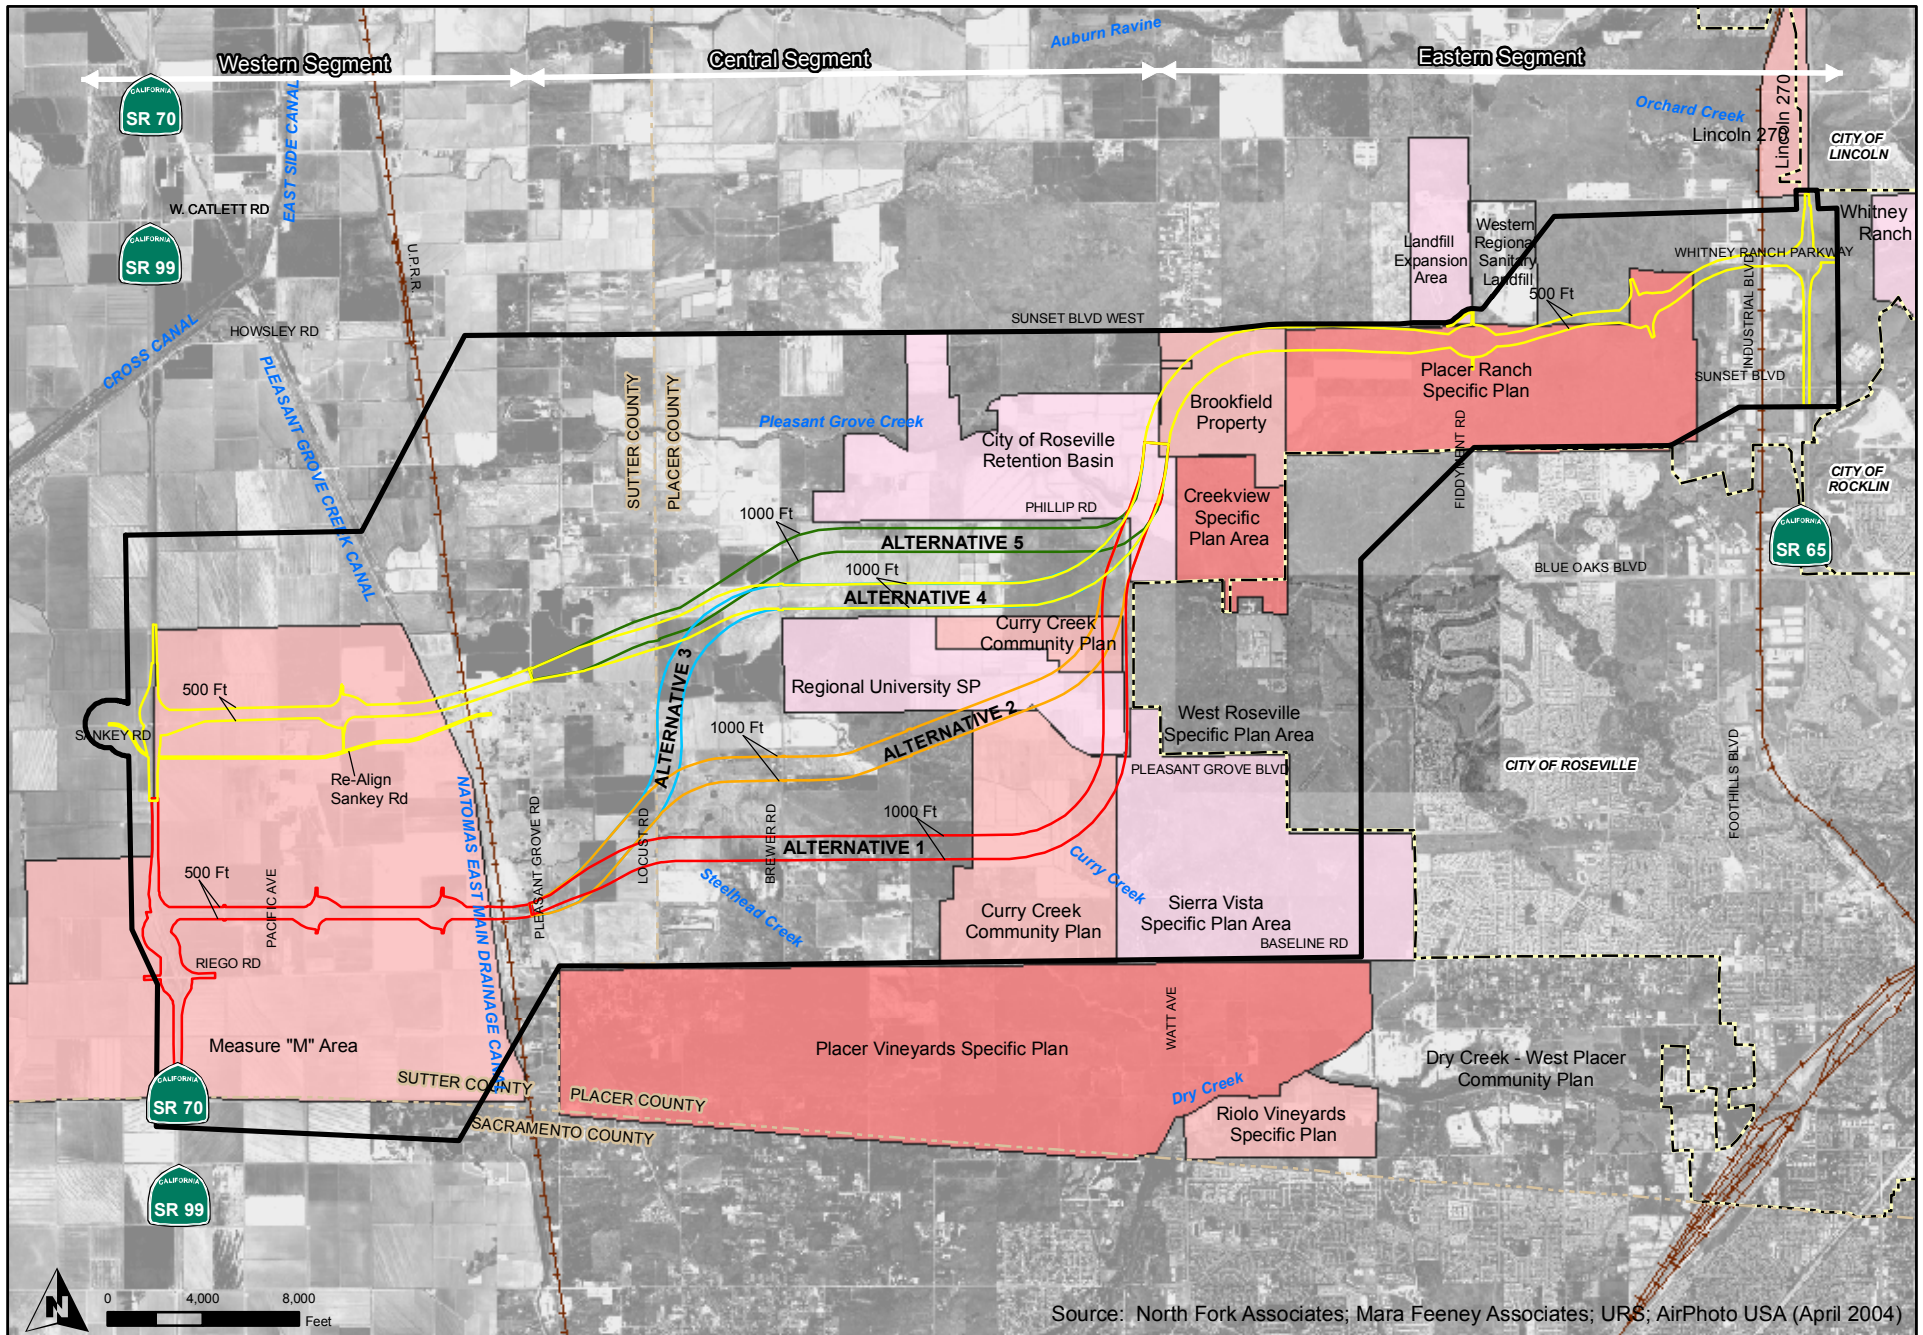 Western Segment
Central Segment
Eastern Segment
Auburn Ravine
CALIFORNIA
SR 70
EAST SIDE CANAL
Orchard Creek
Lincoln 270
Lincoln 270
CITY OF
LINCOLN
W. CATLETT RD
CALIFORNIA
SR 99
U.P.R.R.
Landfill
Expansion
Area
Western
Regional
Sanitary
Landfill
Whitney
Ranch
WHITNEY RANCH PARKWAY
500 Ft
INDUSTRIAL BLVD
HOWSLEY RD
CROSS CANAL
PLEASANT GROVE CREEK CANAL
SUNSET BLVD WEST
SUTTER COUNTY
PLACER COUNTY
Pleasant Grove Creek
City of Roseville
Retention Basin
Brookfield
Property
Placer Ranch
Specific Plan
SUNSET BLVD
FIDDYMENT RD
CITY OF
ROCKLIN
PHILLIP RD
Creekview
Specific
Plan Area
1000 Ft
ALTERNATIVE 5
1000 Ft
ALTERNATIVE 4
CALIFORNIA
SR 65
BLUE OAKS BLVD
Curry Creek
Community Plan
Regional University SP
ALTERNATIVE 3
500 Ft
SANKEY RD
Re-Align
Sankey Rd
1000 Ft
ALTERNATIVE 2
West Roseville
Specific Plan Area
PLEASANT GROVE BLVD
CITY OF ROSEVILLE
FOOTHILLS BLVD
NATOMAS EAST MAIN DRAINAGE CANAL
PLEASANT GROVE RD
LOCUST RD
BREWER RD
1000 Ft
ALTERNATIVE 1
500 Ft
PACIFIC AVE
Steelhead Creek
Curry Creek
Curry Creek
Community Plan
Sierra Vista
Specific Plan Area
BASELINE RD
RIEGO RD
WATT AVE
Measure "M" Area
Placer Vineyards Specific Plan
Dry Creek - West Placer
Community Plan
SUTTER COUNTY
PLACER COUNTY
SACRAMENTO COUNTY
Dry Creek
Riolo Vineyards
Specific Plan
CALIFORNIA
SR 70
CALIFORNIA
SR 99
N
0 4,000 8,000
Feet
Source: North Fork Associates; Mara Feeney Associates; URS; AirPhoto USA (April 2004)